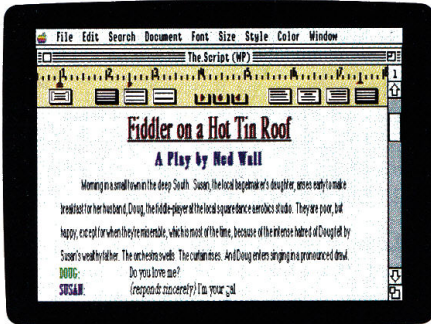 File Edit Search Document Font Size Style Color Window
The.Script (WP)
1
Fiddler on a Hot Tin Roof
A Play by Ned Wall
Morning in a small town in the deep South. Susan, the local bagelmaker's daughter, arises early to make
breakfast for her husband, Doug, the fiddle-player at the local square dance aerobics studio. They are poor, but
happy, except for when they're miserable, which is most of the time, because of the intense hatred of Doug felt by
Susan's wealthy father. The orchestra swells. The curtain rises. And Doug enters singing in a pronounced drawl.
DOUG: Do you love me?
SUSAN: (responds sincerely) I'm your gal